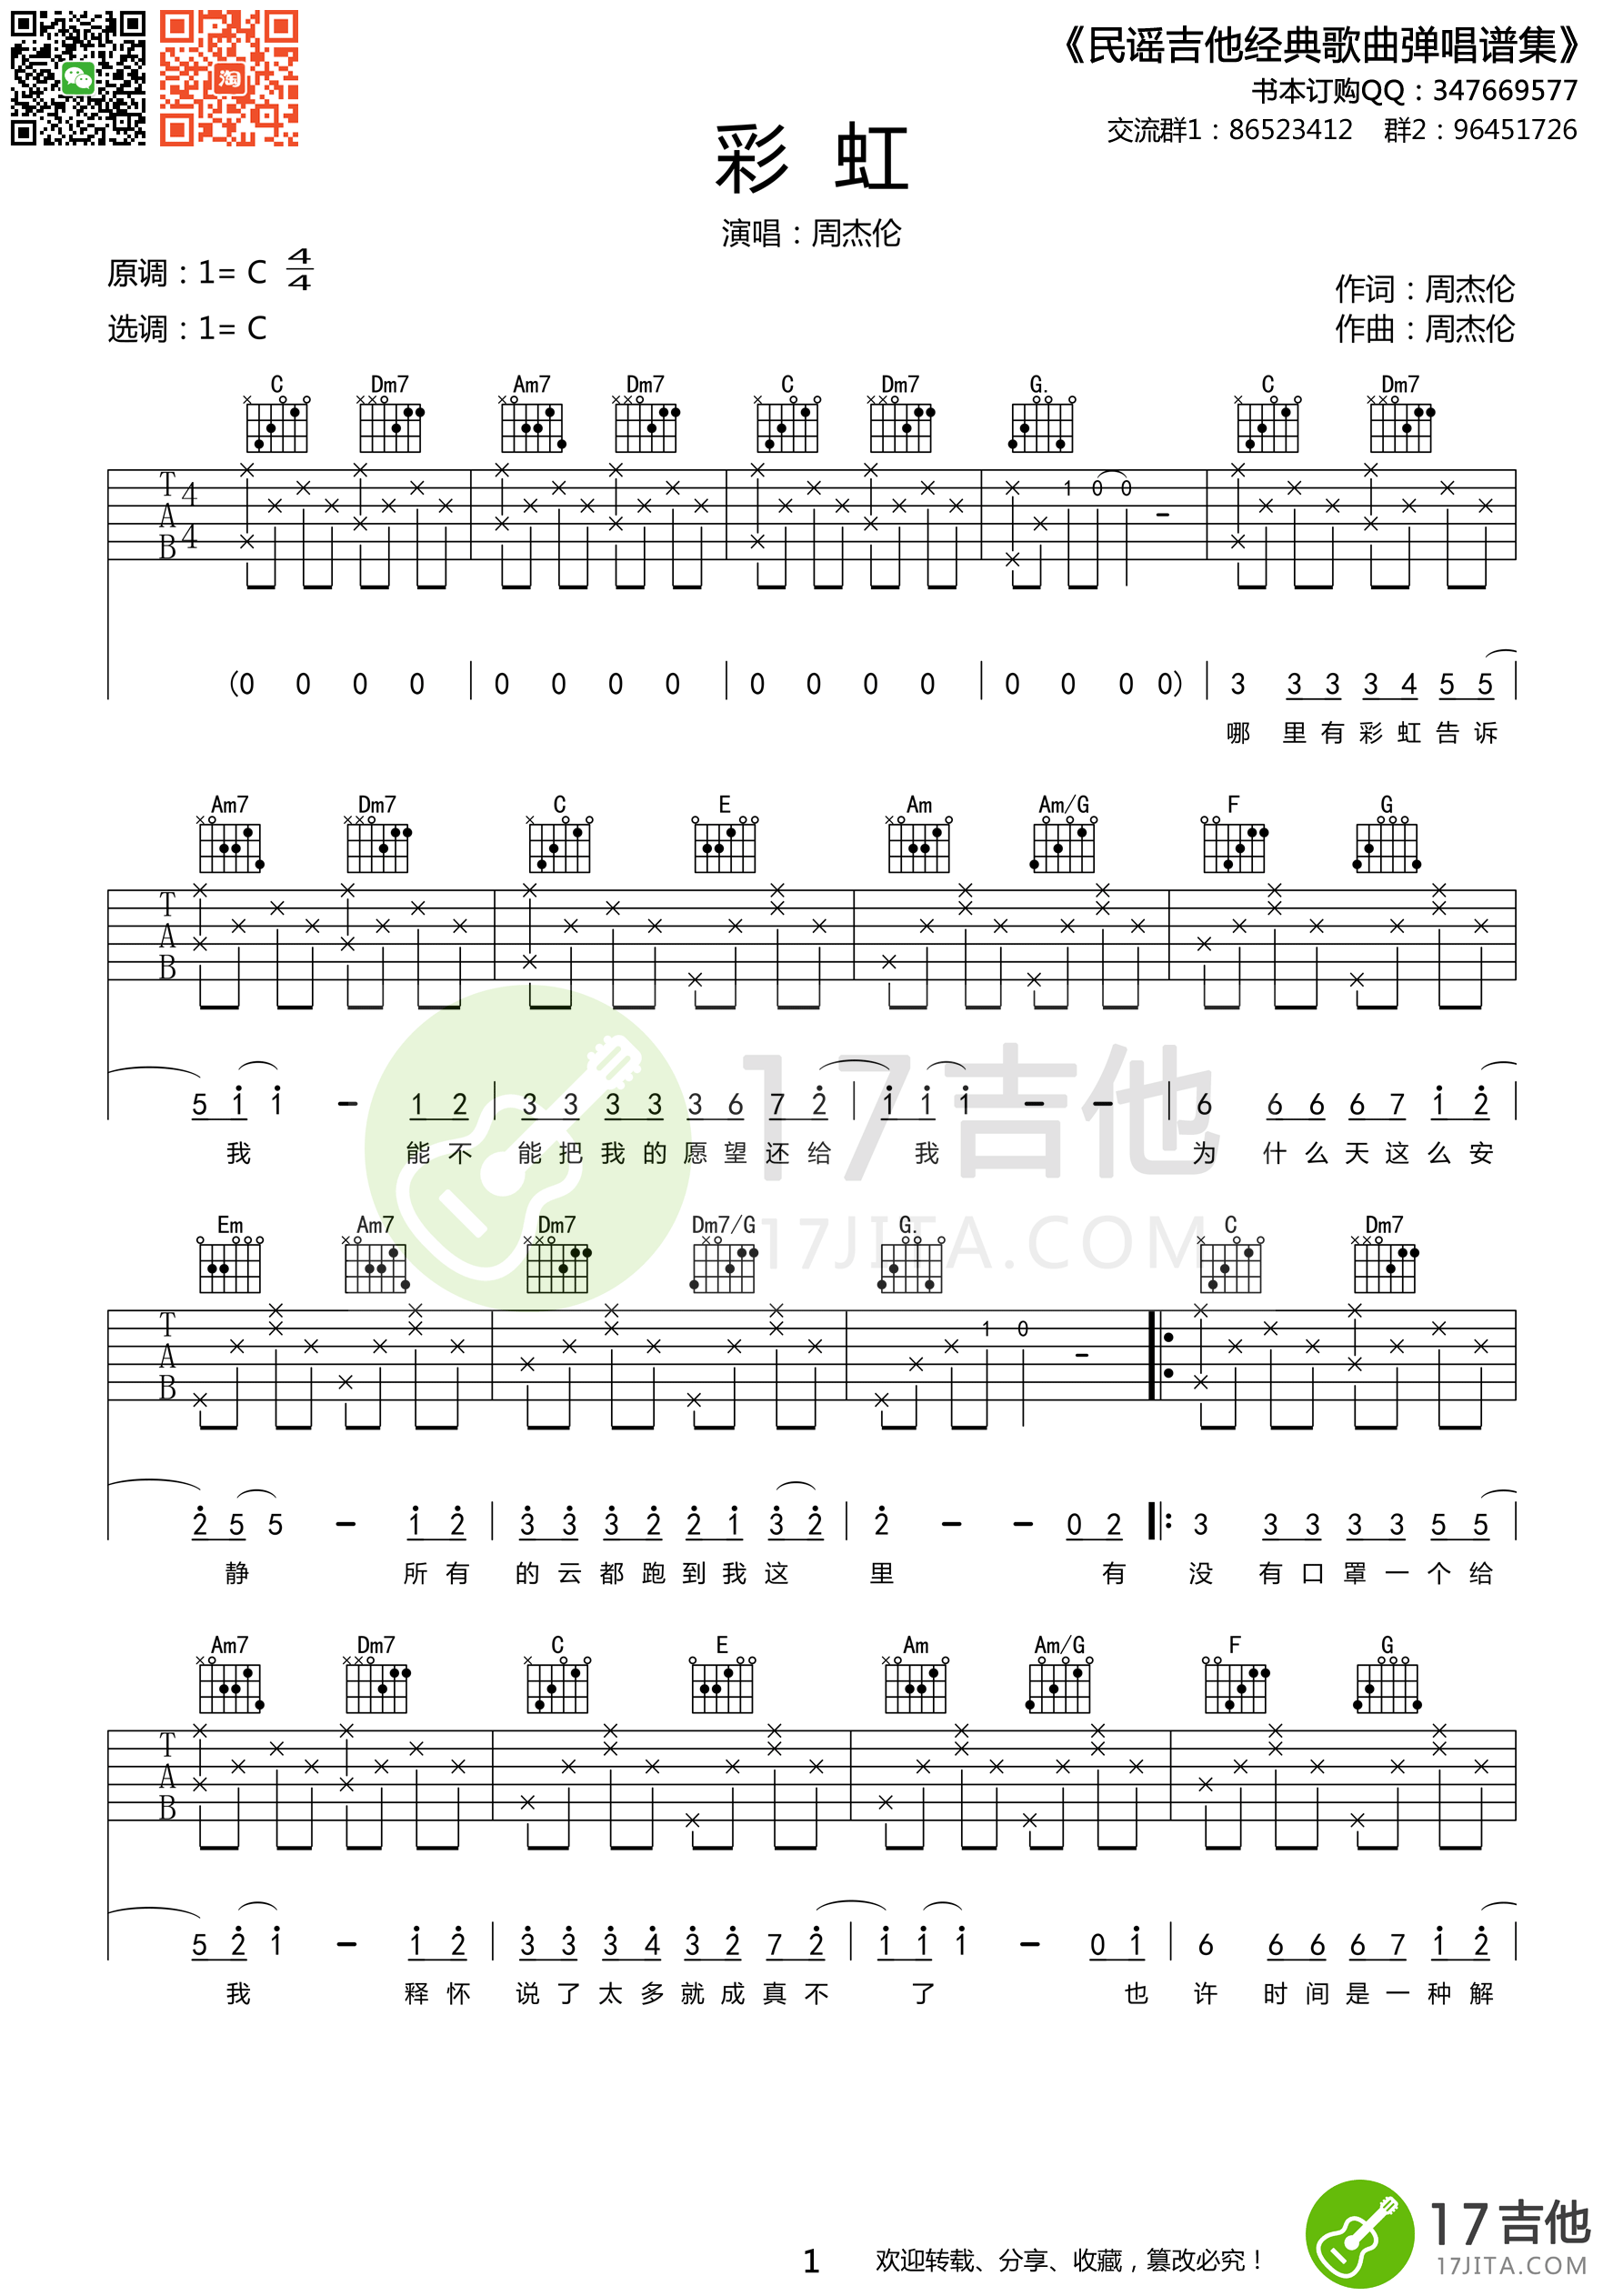 《民谣吉他经典歌曲弹唱谱集》
书本订购QQ：347669577
交流群1：86523412 群2：96451726
彩 虹
演唱：周杰伦
原调：1= C 4/4
选调：1= C
作词：周杰伦
作曲：周杰伦
C Dm7 Am7 Dm7 C Dm7 G. C Dm7
T A B 4 4 1 0 0
(0 0 0 0 | 0 0 0 0 | 0 0 0 0 | 0 0 0 0) | 3 3 3 3 4 5 5
哪 里 有 彩 虹 告 诉
Am7 Dm7 C E Am Am/G F G
T A B
5 1 1 - 1 2 | 3 3 3 3 3 6 7 2 | 1 1 1 - - | 6 6 6 6 7 1 2
我 能 不 能 把 我 的 愿 望 还 给 我 为 什 么 天 这 么 安
17吉他
17JITA.COM
Em Am7 Dm7 Dm7/G G. C Dm7
T A B 1 0
2 5 5 - 1 2 | 3 3 3 2 2 1 3 2 | 2 - - 0 2 |: 3 3 3 3 3 5 5
静 所 有 的 云 都 跑 到 我 这 里 有 没 有 口 罩 一 个 给
Am7 Dm7 C E Am Am/G F G
T A B
5 2 1 - 1 2 | 3 3 3 4 3 2 7 2 | 1 1 1 - 0 1 | 6 6 6 6 7 1 2
我 释 怀 说 了 太 多 就 成 真 不 了 也 许 时 间 是 一 种 解
1
欢迎转载、分享、收藏，篡改必究！
17吉他
17JITA.COM